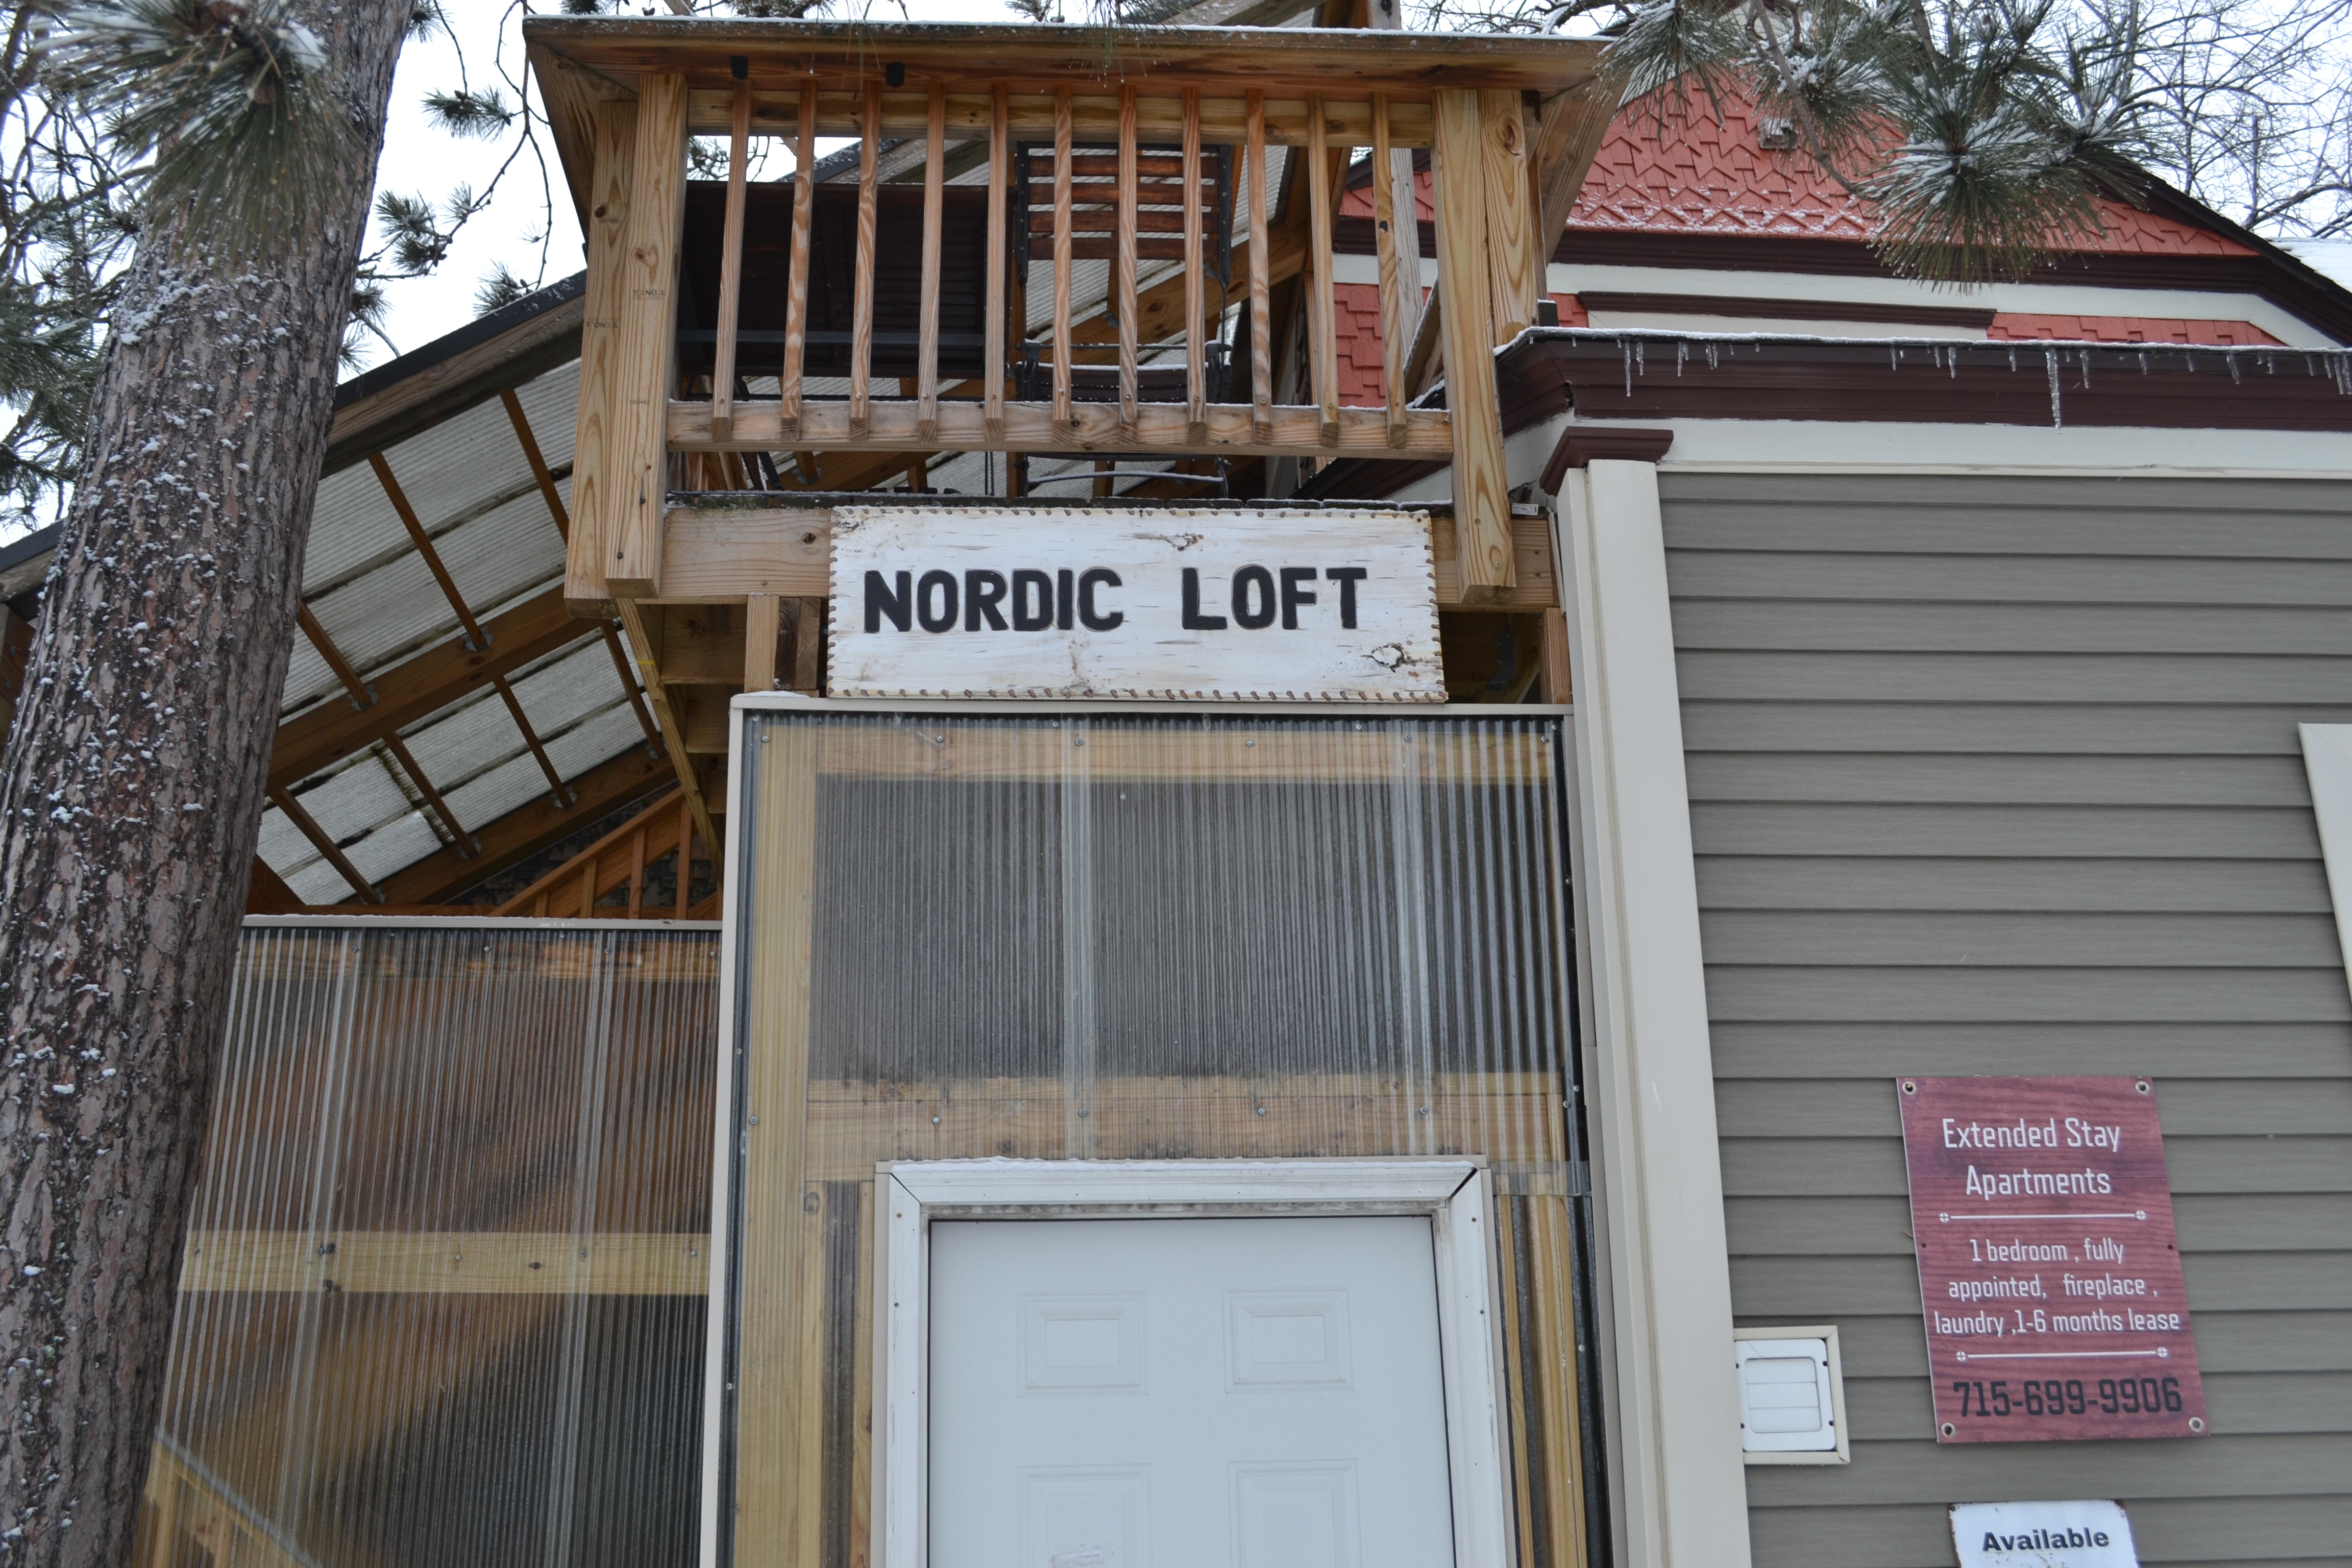 NORDIC LOFT
Extended Stay
Apartments
1 bedroom , fully
appointed, fireplace ,
laundry ,1-6 months lease
715-699-9906
Available